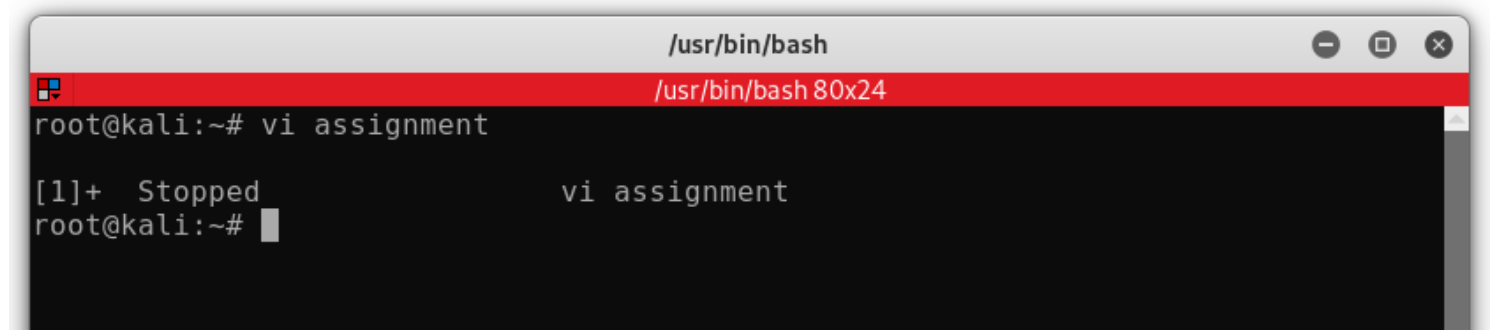 /usr/bin/bash
/usr/bin/bash 80x24
root@kali:~# vi assignment
[1]+  Stopped                 vi assignment
root@kali:~#